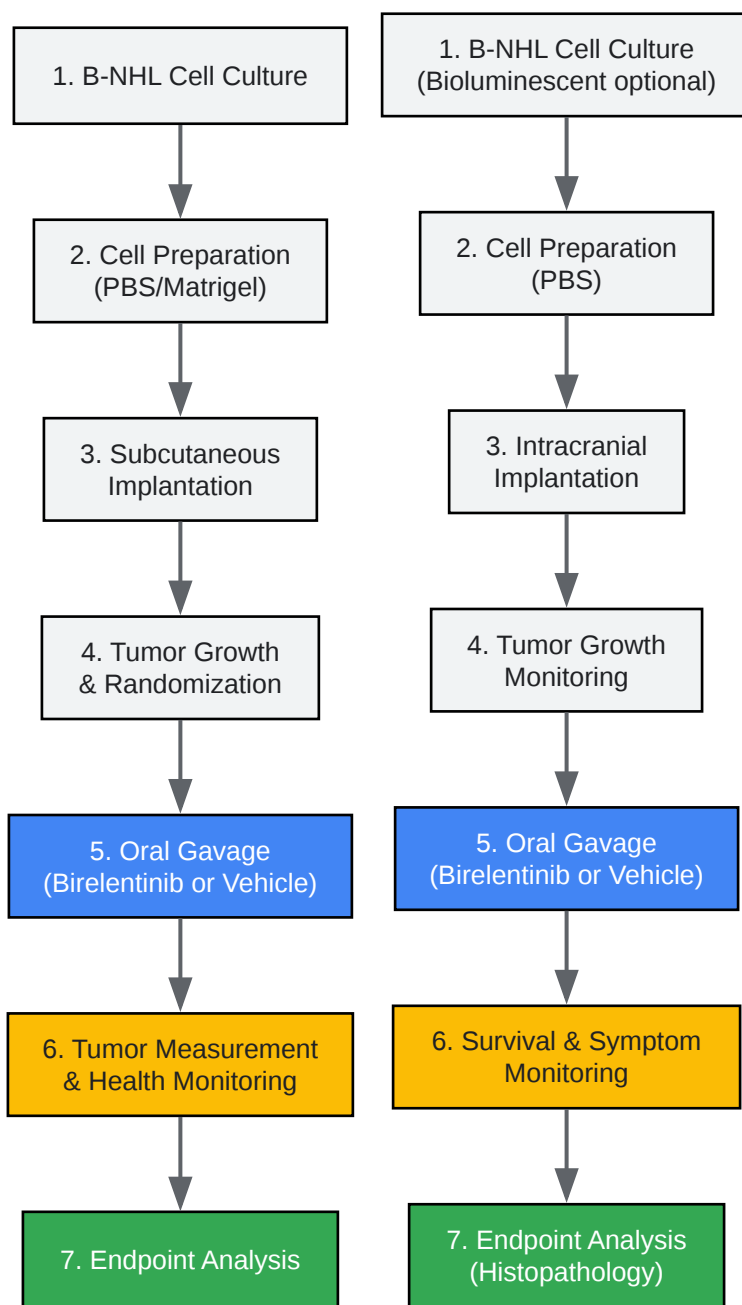 1. B-NHL Cell Culture
2. Cell Preparation
(PBS/Matrigel)
3. Subcutaneous
Implantation
4. Tumor Growth
& Randomization
5. Oral Gavage
(Birelentinib or Vehicle)
6. Tumor Measurement
& Health Monitoring
7. Endpoint Analysis
1. B-NHL Cell Culture
(Bioluminescent optional)
2. Cell Preparation
(PBS)
3. Intracranial
Implantation
4. Tumor Growth
Monitoring
5. Oral Gavage
(Birelentinib or Vehicle)
6. Survival & Symptom
Monitoring
7. Endpoint Analysis
(Histopathology)